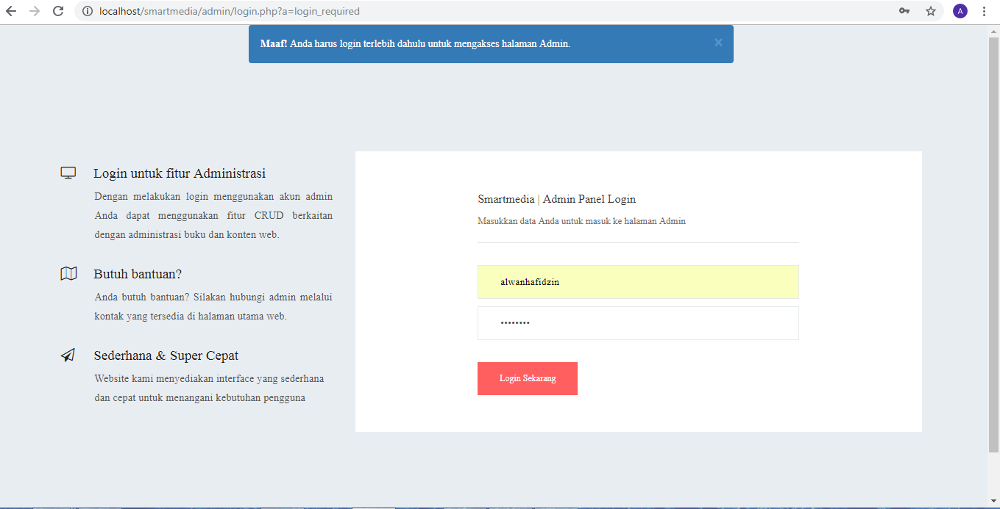 localhost/smartmedia/admin/login.php?a=login_required
A
Maaf! Anda harus login terlebih dahulu untuk mengakses halaman Admin.
×
Login untuk fitur Administrasi
Dengan melakukan login menggunakan akun admin
Anda dapat menggunakan fitur CRUD berkaitan
dengan administrasi buku dan konten web.
Butuh bantuan?
Anda butuh bantuan? Silakan hubungi admin melalui
kontak yang tersedia di halaman utama web.
Sederhana & Super Cepat
Website kami menyediakan interface yang sederhana
dan cepat untuk menangani kebutuhan pengguna
Smartmedia | Admin Panel Login
Masukkan data Anda untuk masuk ke halaman Admin
alwanhafidzin
••••••••
Login Sekarang